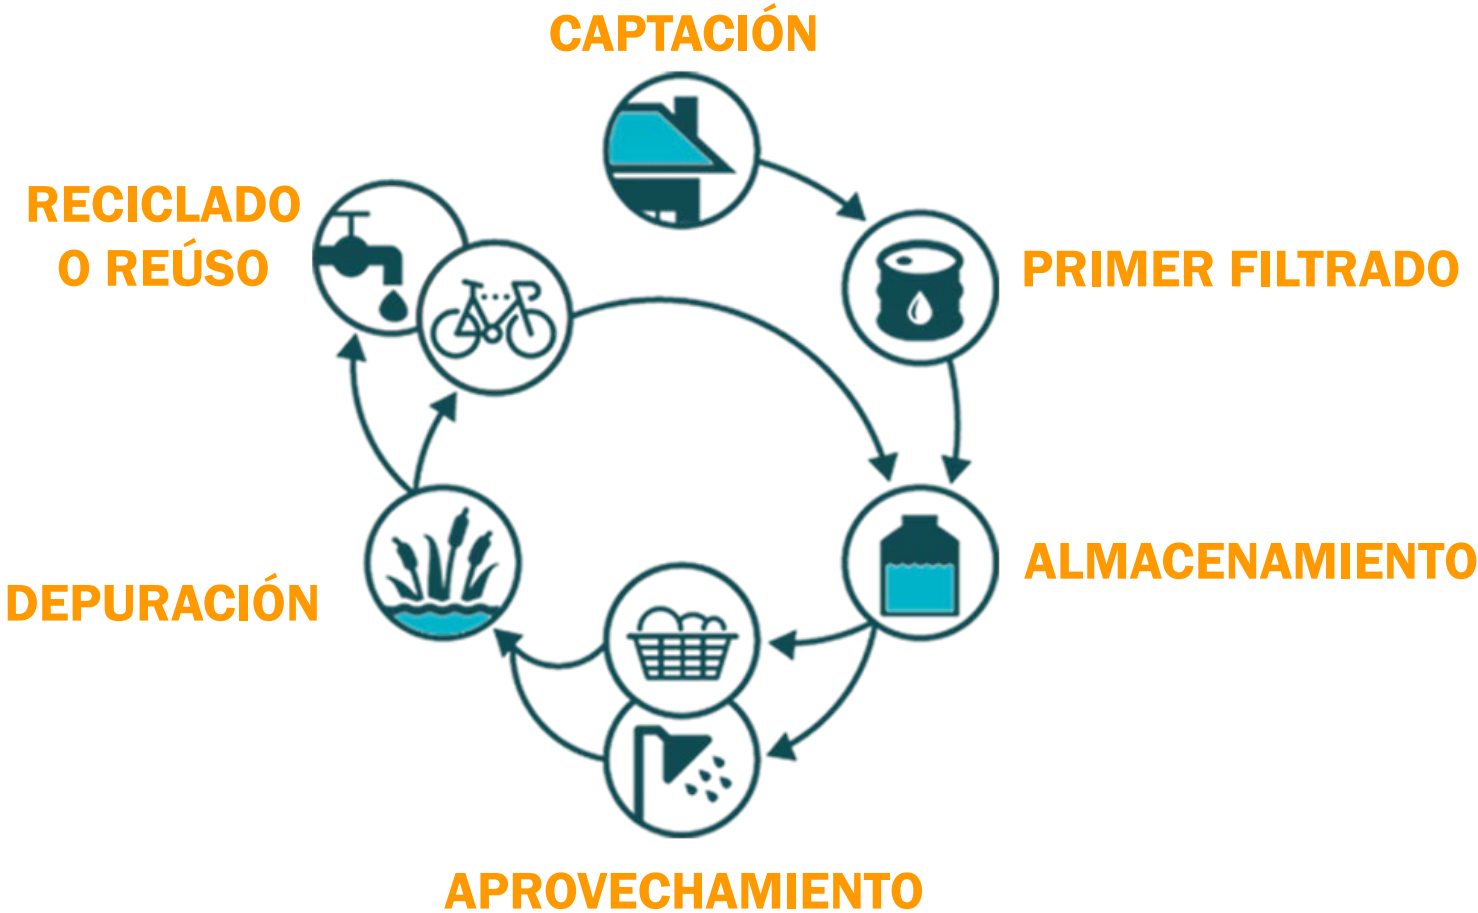 CAPTACIÓN
RECICLADO
O REÚSO
PRIMER FILTRADO
ALMACENAMIENTO
DEPURACIÓN
APROVECHAMIENTO